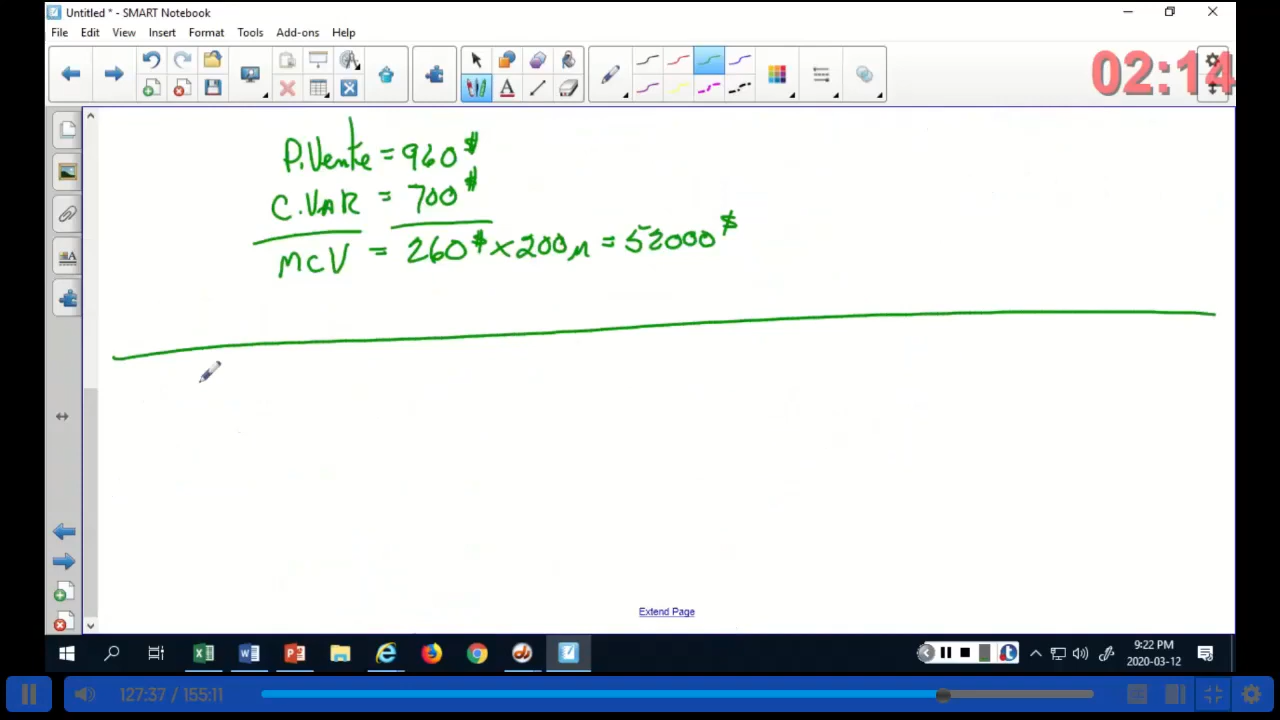 Untitled * - SMART Notebook
File Edit View Insert Format Tools Add-ons Help
02:14
P.Vente = 960$
C.VAR = 700$
MCV = 260$ x 200u = 52000$
Extend Page
9:22 PM
2020-03-12
127:37 / 155:11